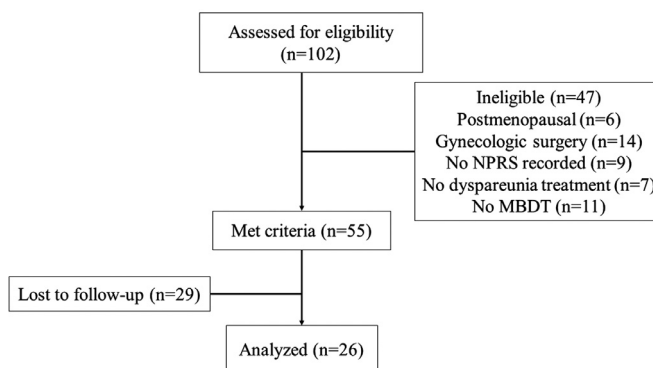 Assessed for eligibility
(n=102)
Ineligible (n=47)
Postmenopausal (n=6)
Gynecologic surgery (n=14)
No NPRS recorded (n=9)
No dyspareunia treatment (n=7)
No MBDT (n=11)
Met criteria (n=55)
Lost to follow-up (n=29)
Analyzed (n=26)